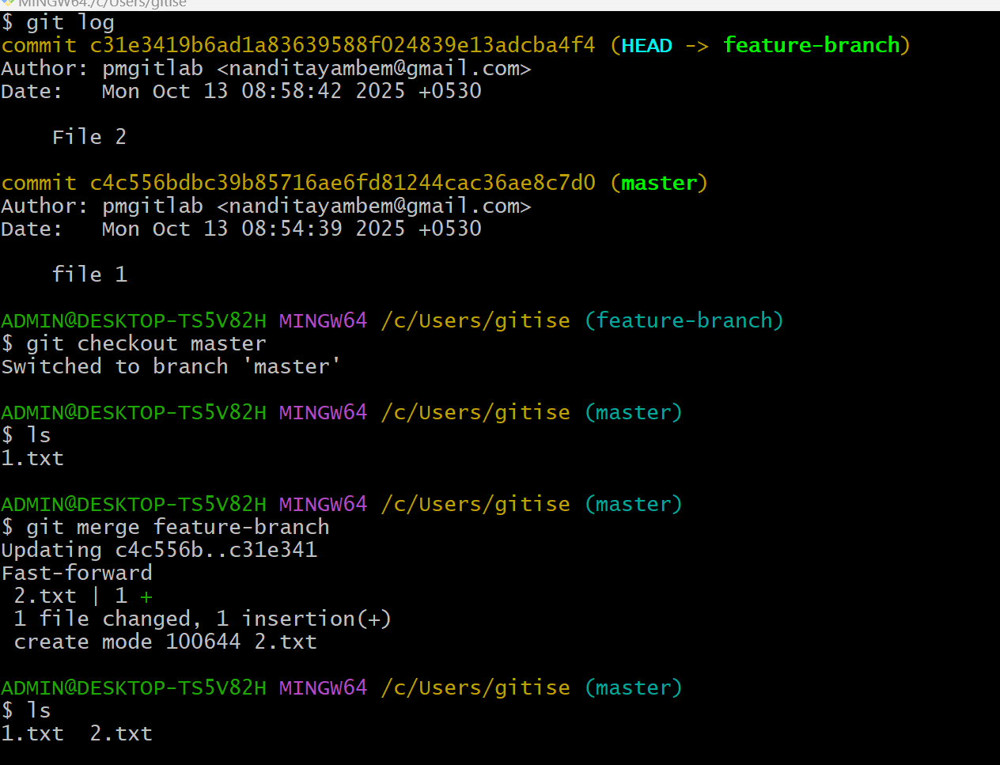 MINGW64:/c/Users/gitise
$ git log
commit c31e3419b6ad1a83639588f024839e13adcba4f4 (HEAD -> feature-branch)
Author: pmgitlab <nanditayambem@gmail.com>
Date:   Mon Oct 13 08:58:42 2025 +0530
    File 2
commit c4c556bdbc39b85716ae6fd81244cac36ae8c7d0 (master)
Author: pmgitlab <nanditayambem@gmail.com>
Date:   Mon Oct 13 08:54:39 2025 +0530
    file 1
ADMIN@DESKTOP-TS5V82H MINGW64 /c/Users/gitise (feature-branch)
$ git checkout master
Switched to branch 'master'
ADMIN@DESKTOP-TS5V82H MINGW64 /c/Users/gitise (master)
$ ls
1.txt
ADMIN@DESKTOP-TS5V82H MINGW64 /c/Users/gitise (master)
$ git merge feature-branch
Updating c4c556b..c31e341
Fast-forward
 2.txt | 1 +
 1 file changed, 1 insertion(+)
 create mode 100644 2.txt
ADMIN@DESKTOP-TS5V82H MINGW64 /c/Users/gitise (master)
$ ls
1.txt  2.txt